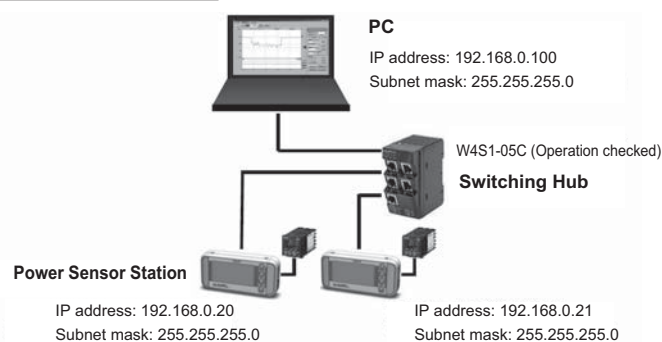 PC
IP address: 192.168.0.100
Subnet mask: 255.255.255.0
W4S1-05C (Operation checked)
Switching Hub
Power Sensor Station
IP address: 192.168.0.20
Subnet mask: 255.255.255.0
IP address: 192.168.0.21
Subnet mask: 255.255.255.0